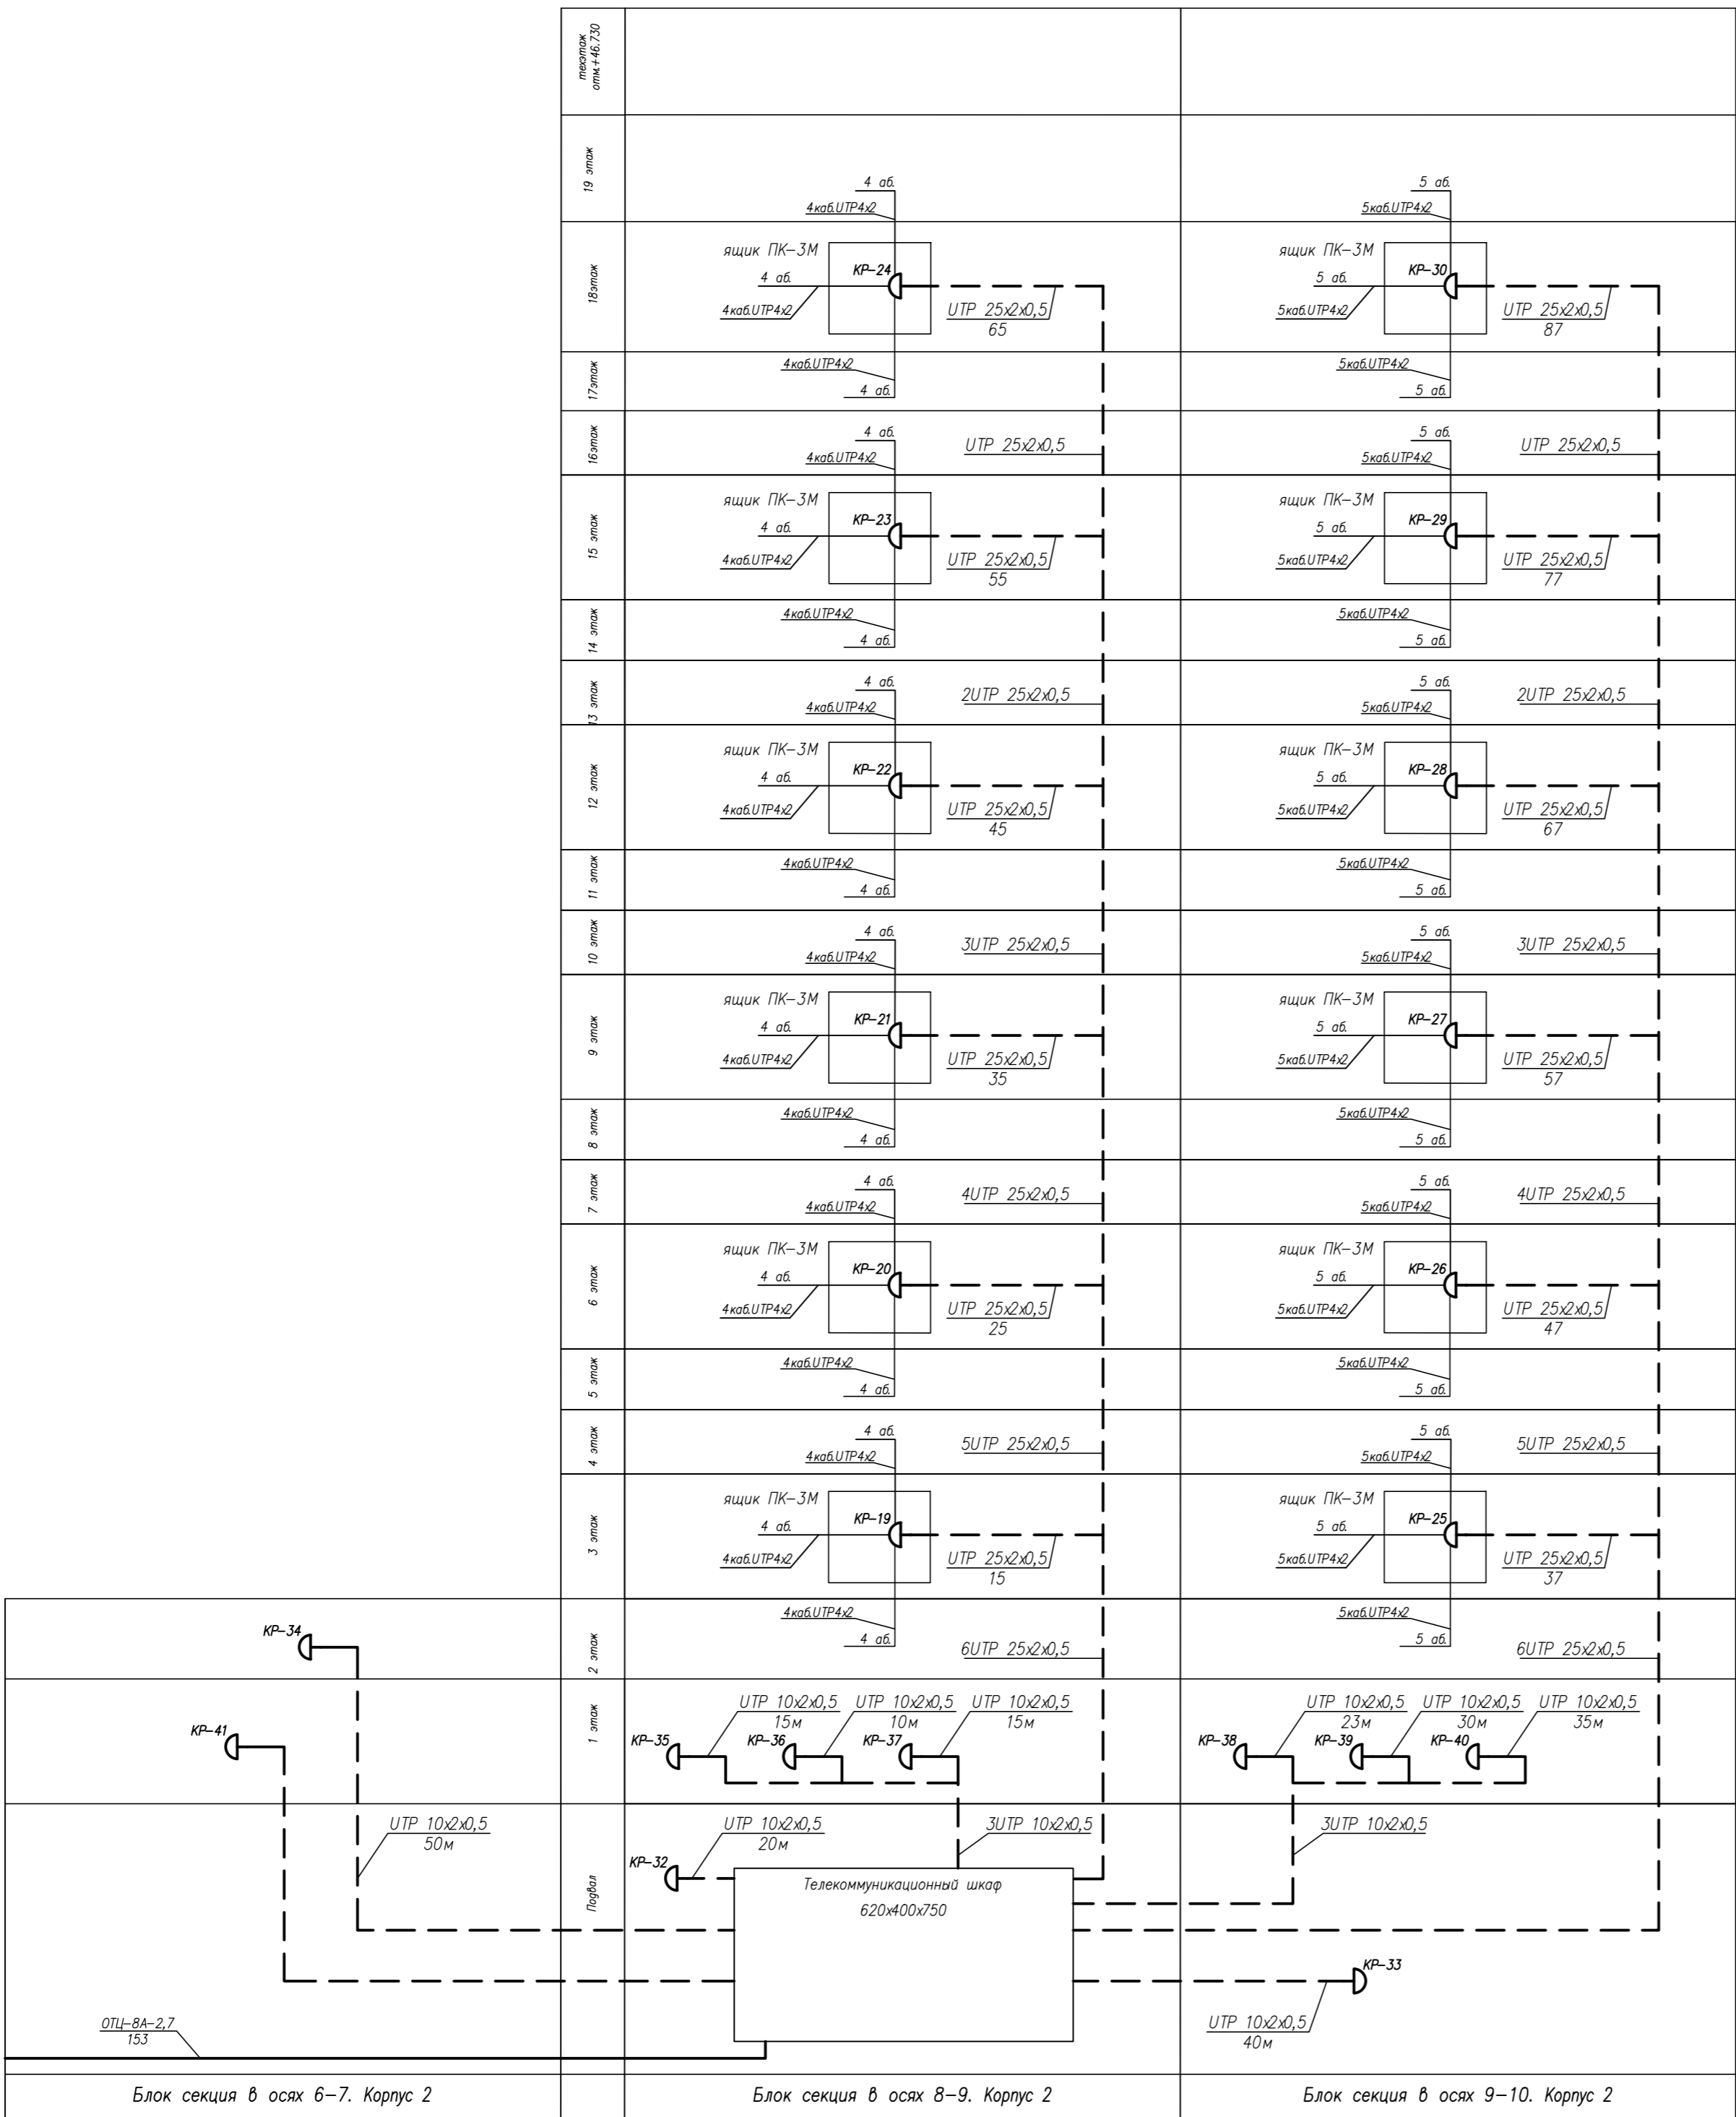 техэтаж
отм.+46.730
19 этаж
4 аб.
4каб.UTP4х2
5 аб.
5каб.UTP4х2
18этаж
ящик ПК-3М
КР-24
4 аб.
4каб.UTP4х2
UTP 25х2х0,5
65
ящик ПК-3М
КР-30
5 аб.
5каб.UTP4х2
UTP 25х2х0,5
87
17этаж
4каб.UTP4х2
4 аб.
5каб.UTP4х2
5 аб.
16этаж
4 аб.
4каб.UTP4х2
UTP 25х2х0,5
5 аб.
5каб.UTP4х2
UTP 25х2х0,5
15 этаж
ящик ПК-3М
КР-23
4 аб.
4каб.UTP4х2
UTP 25х2х0,5
55
ящик ПК-3М
КР-29
5 аб.
5каб.UTP4х2
UTP 25х2х0,5
77
14 этаж
4каб.UTP4х2
4 аб.
5каб.UTP4х2
5 аб.
13 этаж
4 аб.
4каб.UTP4х2
2UTP 25х2х0,5
5 аб.
5каб.UTP4х2
2UTP 25х2х0,5
12 этаж
ящик ПК-3М
КР-22
4 аб.
4каб.UTP4х2
UTP 25х2х0,5
45
ящик ПК-3М
КР-28
5 аб.
5каб.UTP4х2
UTP 25х2х0,5
67
11 этаж
4каб.UTP4х2
4 аб.
5каб.UTP4х2
5 аб.
10 этаж
4 аб.
4каб.UTP4х2
3UTP 25х2х0,5
5 аб.
5каб.UTP4х2
3UTP 25х2х0,5
9 этаж
ящик ПК-3М
КР-21
4 аб.
4каб.UTP4х2
UTP 25х2х0,5
35
ящик ПК-3М
КР-27
5 аб.
5каб.UTP4х2
UTP 25х2х0,5
57
8 этаж
4каб.UTP4х2
4 аб.
5каб.UTP4х2
5 аб.
7 этаж
4 аб.
4каб.UTP4х2
4UTP 25х2х0,5
5 аб.
5каб.UTP4х2
4UTP 25х2х0,5
6 этаж
ящик ПК-3М
КР-20
4 аб.
4каб.UTP4х2
UTP 25х2х0,5
25
ящик ПК-3М
КР-26
5 аб.
5каб.UTP4х2
UTP 25х2х0,5
47
5 этаж
4каб.UTP4х2
4 аб.
5каб.UTP4х2
5 аб.
4 этаж
4 аб.
4каб.UTP4х2
5UTP 25х2х0,5
5 аб.
5каб.UTP4х2
5UTP 25х2х0,5
3 этаж
ящик ПК-3М
КР-19
4 аб.
4каб.UTP4х2
UTP 25х2х0,5
15
ящик ПК-3М
КР-25
5 аб.
5каб.UTP4х2
UTP 25х2х0,5
37
КР-34
2 этаж
4каб.UTP4х2
4 аб.
6UTP 25х2х0,5
5каб.UTP4х2
5 аб.
6UTP 25х2х0,5
КР-41
1 этаж
UTP 10х2х0,5
15м
UTP 10х2х0,5
10м
UTP 10х2х0,5
15м
КР-35
КР-36
КР-37
UTP 10х2х0,5
23м
UTP 10х2х0,5
30м
UTP 10х2х0,5
35м
КР-38
КР-39
КР-40
UTP 10х2х0,5
50м
Подвал
UTP 10х2х0,5
20м
КР-32
3UTP 10х2х0,5
3UTP 10х2х0,5
Телекоммуникационный шкаф
620х400х750
КР-33
UTP 10х2х0,5
40м
ОТЦ-8А-2,7
153
Блок секция в осях 6-7. Корпус 2
Блок секция в осях 8-9. Корпус 2
Блок секция в осях 9-10. Корпус 2